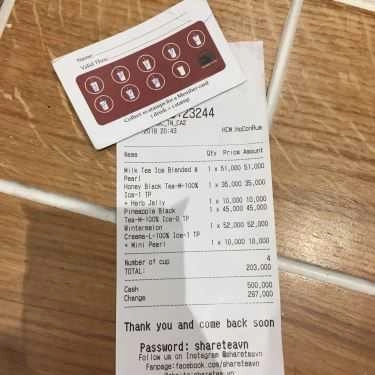 Name:
Valid Thru:
Collect 10 stamps for a Member card
1 drink = 1 stamp
23244
2018 20:43
HCM.HoConRua
Name Qty Price Amount
Milk Tea Ice Blended & 1 x 51,000 51,000
Pearl
Honey Black Tea-M-100% 1 x 35,000 35,000
Ice-1 TP
+ Herb Jelly 1 x 10,000 10,000
Pineapple Black 1 x 45,000 45,000
Tea-M-100% Ice-0 TP
Wintermelon 1 x 52,000 52,000
Creama-L-100% Ice-1 TP
+ Mini Pearl 1 x 10,000 10,000
Number of cup 4
TOTAL: 203,000
Cash 500,000
Change 297,000
Thank you and come back soon
Password: shareteavn
Follow us on Instagram @shareteavn
Fanpage:facebook.com/shareteavn